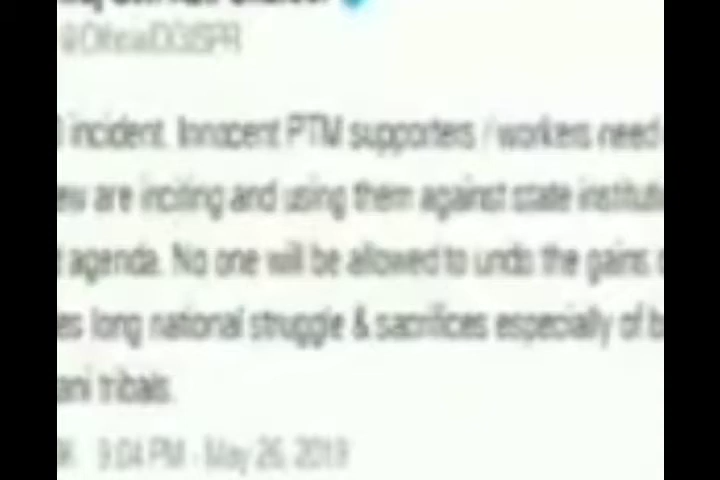 @OfficialDGISPR
incident. Innocent PTM supporters / workers need
are inciting and using them against state
agenda. No one will be allowed to undo the gains
long national struggle & sacrifices especially of
tribals.
9:04 PM - May 26, 2019